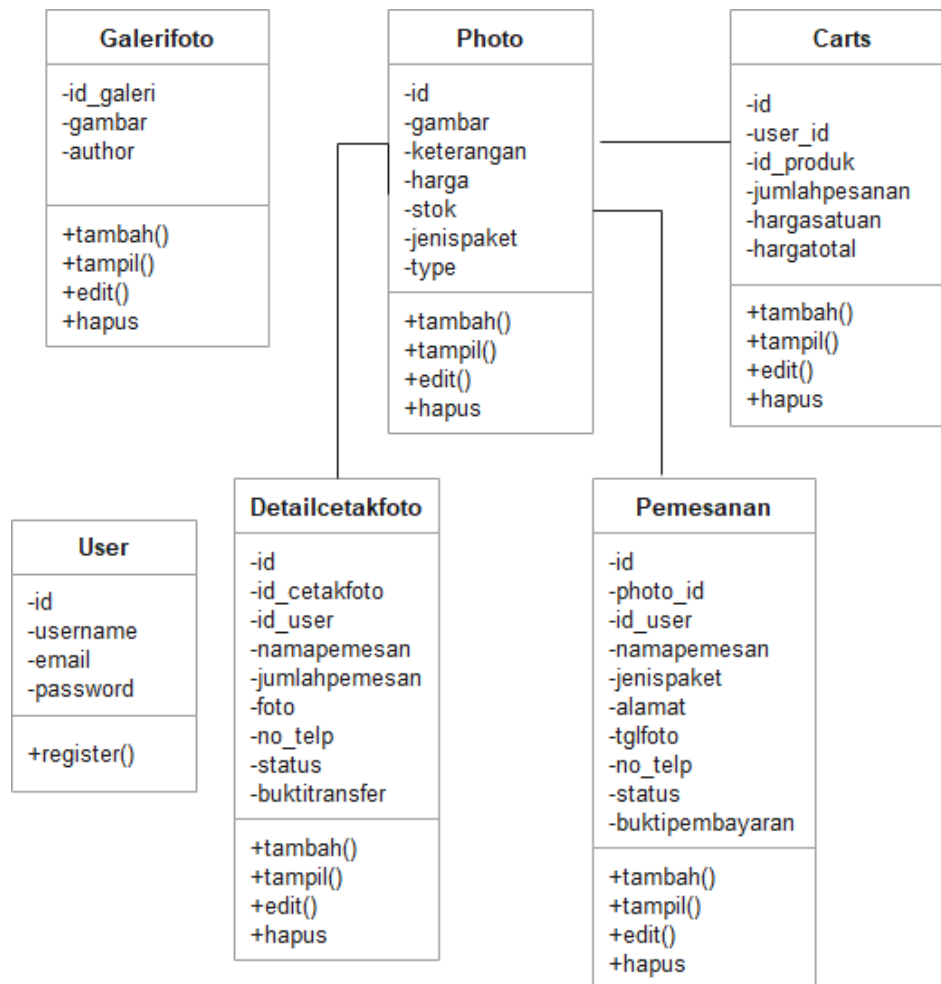 Galerifoto
-id_galeri
-gambar
-author
+tambah()
+tampil()
+edit()
+hapus
Photo
-id
-gambar
-keterangan
-harga
-stok
-jenispaket
-type
+tambah()
+tampil()
+edit()
+hapus
Carts
-id
-user_id
-id_produk
-jumlahpesanan
-hargasatuan
-hargatotal
+tambah()
+tampil()
+edit()
+hapus
User
-id
-username
-email
-password
+register()
Detailcetakfoto
-id
-id_cetakfoto
-id_user
-namapemesan
-jumlahpemesan
-foto
-no_telp
-status
-buktitransfer
+tambah()
+tampil()
+edit()
+hapus
Pemesanan
-id
-photo_id
-id_user
-namapemesan
-jenispaket
-alamat
-tglfoto
-no_telp
-status
-buktipembayaran
+tambah()
+tampil()
+edit()
+hapus